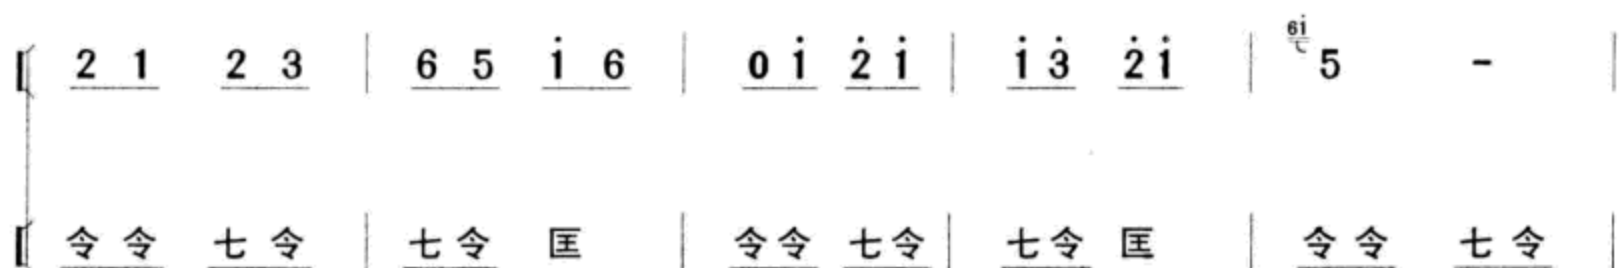 2 1 2 3 | 6 5 i̇ 6 | 0 i̇ 2̇ i̇ | i̇ 3̇ 2̇ i̇ | 6i̇ 5 - |
令令 七令 | 七令 匡 | 令令 七令 | 七令 匡 | 令令 七令 |